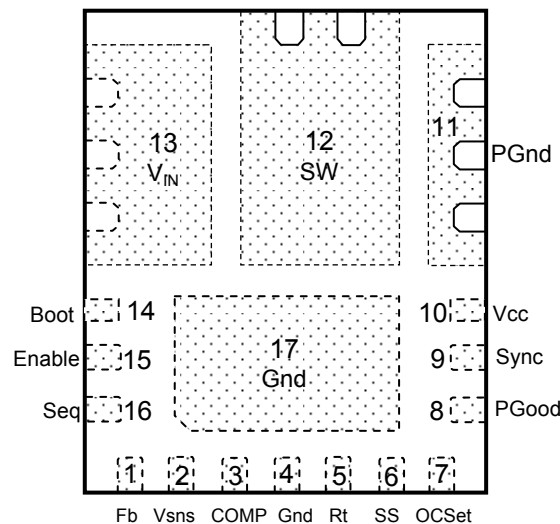 13
V_IN
12
SW
11
PGnd
Boot
14
10
Vcc
Enable
15
17
Gnd
9
Sync
Seq
16
8
PGood
1 2 3 4 5 6 7
Fb Vsns COMP Gnd Rt SS OCSet